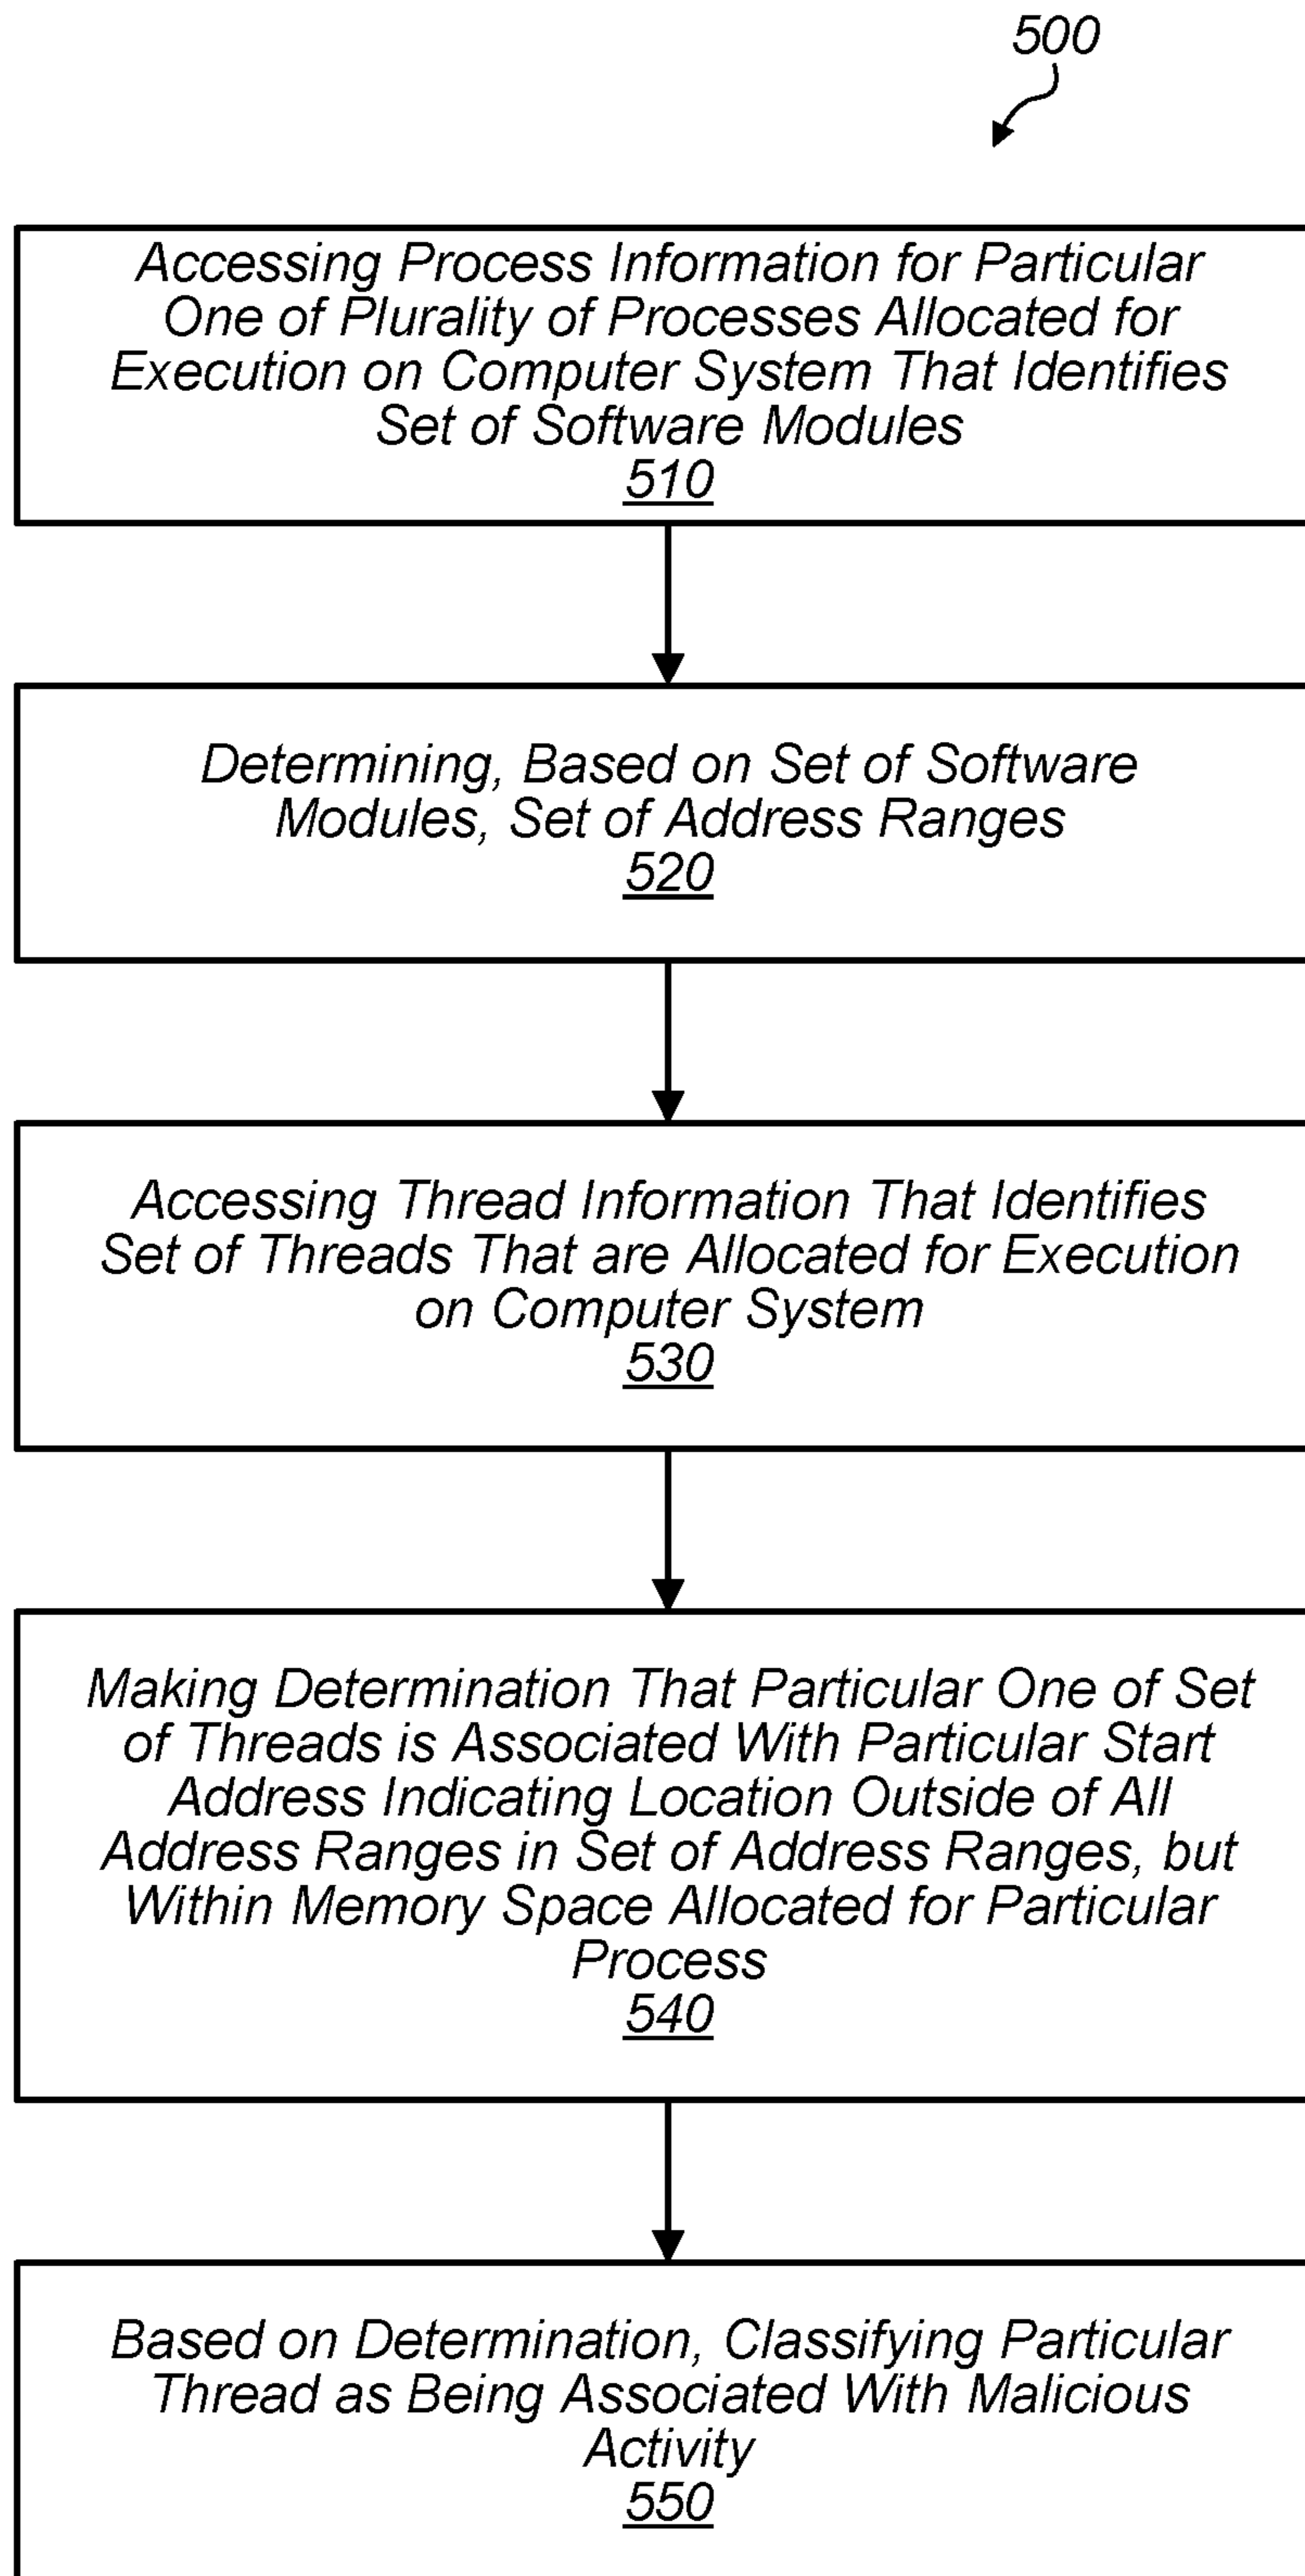 500
Accessing Process Information for Particular
One of Plurality of Processes Allocated for
Execution on Computer System That Identifies
Set of Software Modules
510
Determining, Based on Set of Software
Modules, Set of Address Ranges
520
Accessing Thread Information That Identifies
Set of Threads That are Allocated for Execution
on Computer System
530
Making Determination That Particular One of Set
of Threads is Associated With Particular Start
Address Indicating Location Outside of All
Address Ranges in Set of Address Ranges, but
Within Memory Space Allocated for Particular
Process
540
Based on Determination, Classifying Particular
Thread as Being Associated With Malicious
Activity
550